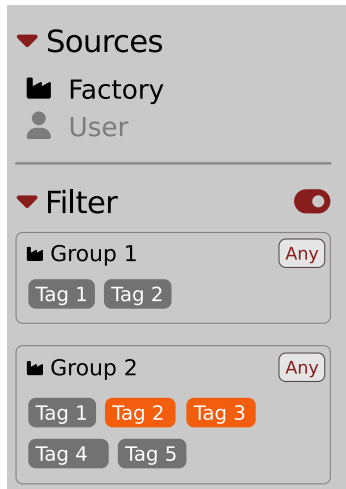 Sources
Factory
User
Filter
Group 1 Any
Tag 1 Tag 2
Group 2 Any
Tag 1 Tag 2 Tag 3
Tag 4 Tag 5